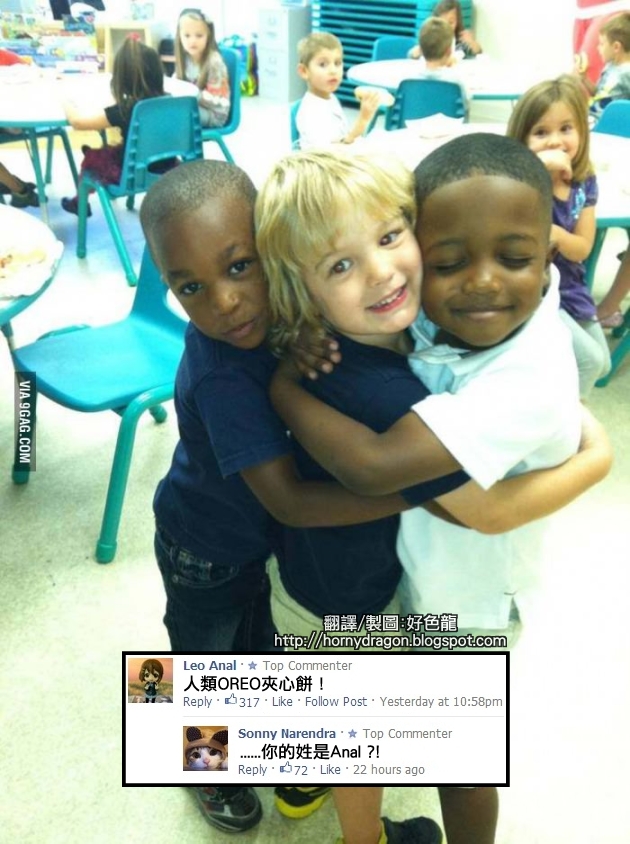 VIA 9GAG.COM
翻譯/製圖:好色龍
http://hornydragon.blogspot.com
Leo Anal · ★ Top Commenter
人類OREO夾心餅！
Reply · 317 · Like · Follow Post · Yesterday at 10:58pm
Sonny Narendra · ★ Top Commenter
......你的姓是Anal ?!
Reply · 72 · Like · 22 hours ago